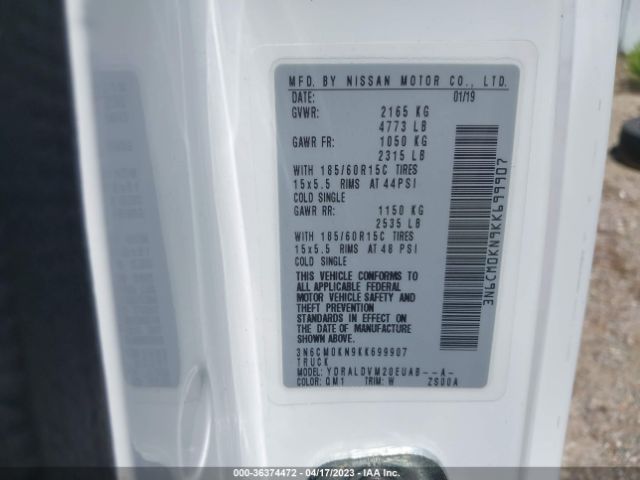 MFD. BY NISSAN MOTOR CO., LTD.
DATE: 01/19
GVWR: 2165 KG
4773 LB
GAWR FR: 1050 KG
2315 LB
WITH 185/60R15C TIRES
15x5.5 RIMS AT 44PSI
COLD SINGLE
GAWR RR: 1150 KG
2535 LB
WITH 185/60R15C TIRES
15x5.5 RIMS AT 48 PSI
COLD SINGLE
THIS VEHICLE CONFORMS TO
ALL APPLICABLE FEDERAL
MOTOR VEHICLE SAFETY AND
THEFT PREVENTION
STANDARDS IN EFFECT ON
THE DATE OF MANUFACTURE
SHOWN ABOVE.
3N6CM0KN9KK699907
TRUCK
MODEL: YDRALDVM20EUAB--A-
COLOR: QM1 TRIM: W ZS00A
3N6CM0KN9KK699907
000-36374472 - 04/17/2023 - IAAI.COM